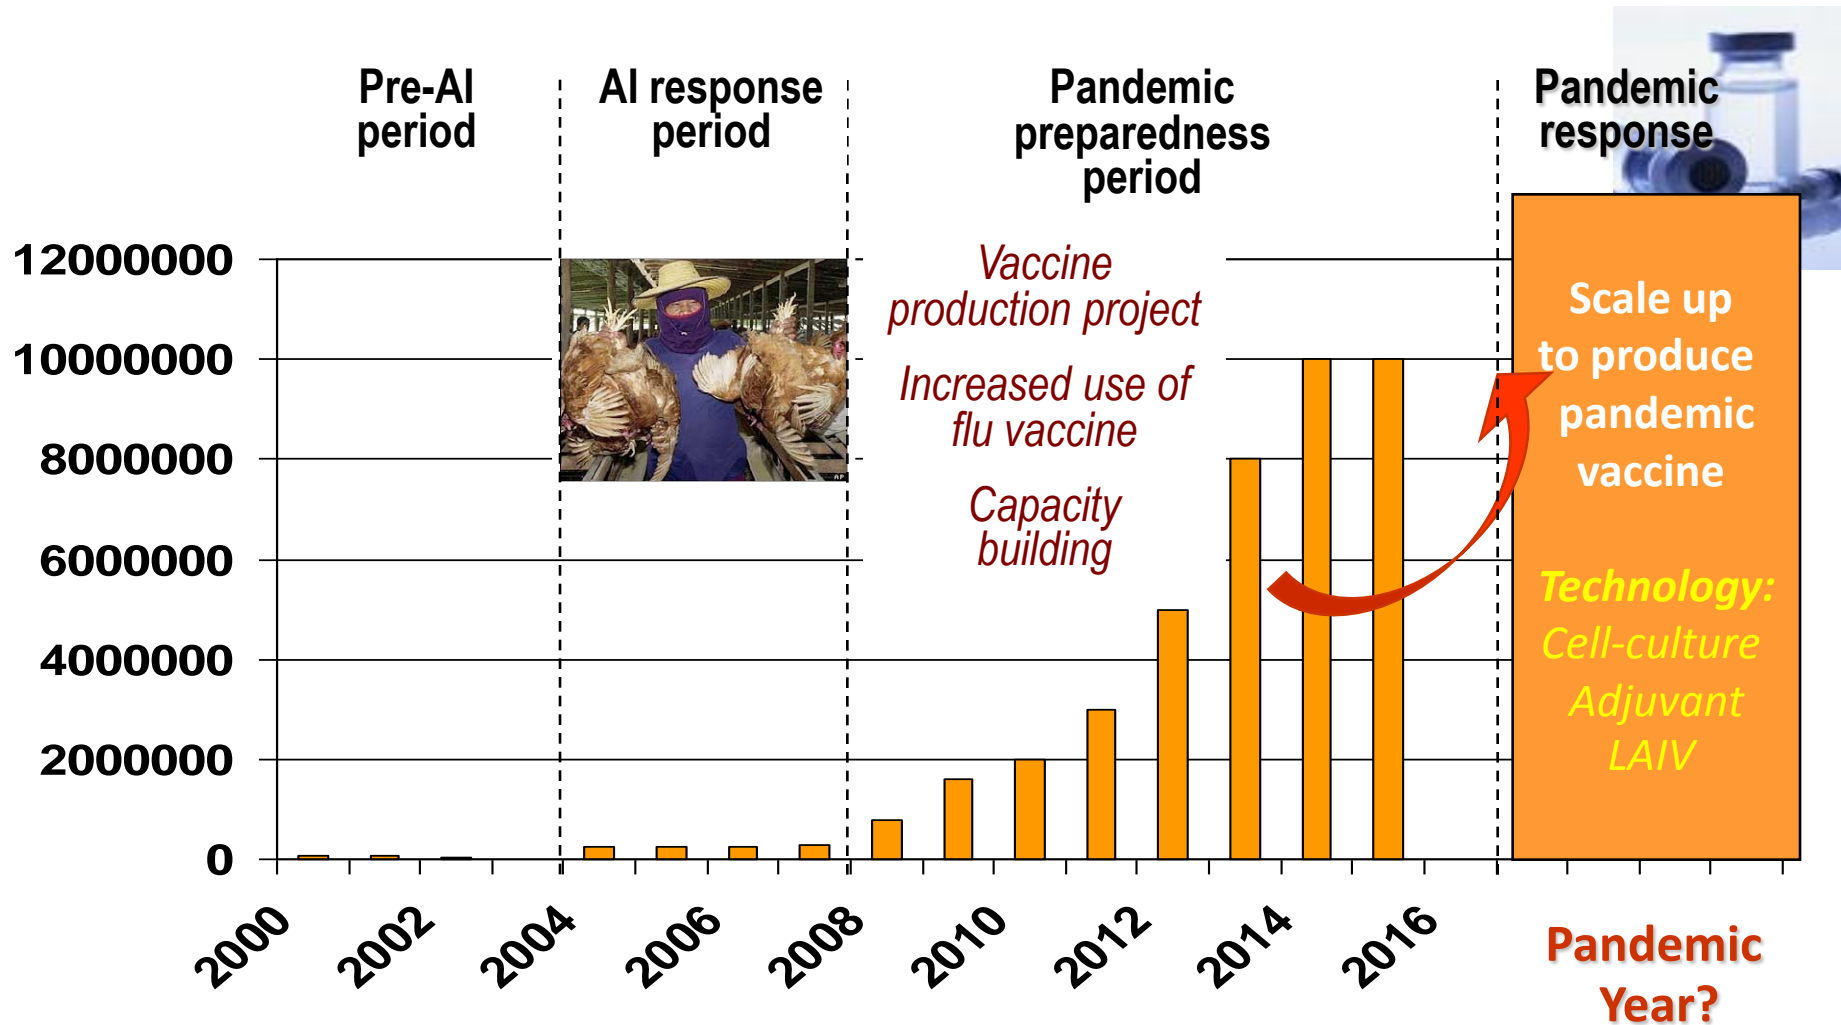 Pre-AI
period
AI response
period
Pandemic
preparedness
period
Pandemic
response
12000000
10000000
8000000
6000000
4000000
2000000
0
Vaccine
production project
Increased use of
flu vaccine
Capacity
building
AP
Scale up
to produce
pandemic
vaccine
Technology:
Cell-culture
Adjuvant
LAIV
2000
2002
2004
2006
2008
2010
2012
2014
2016
Pandemic
Year?